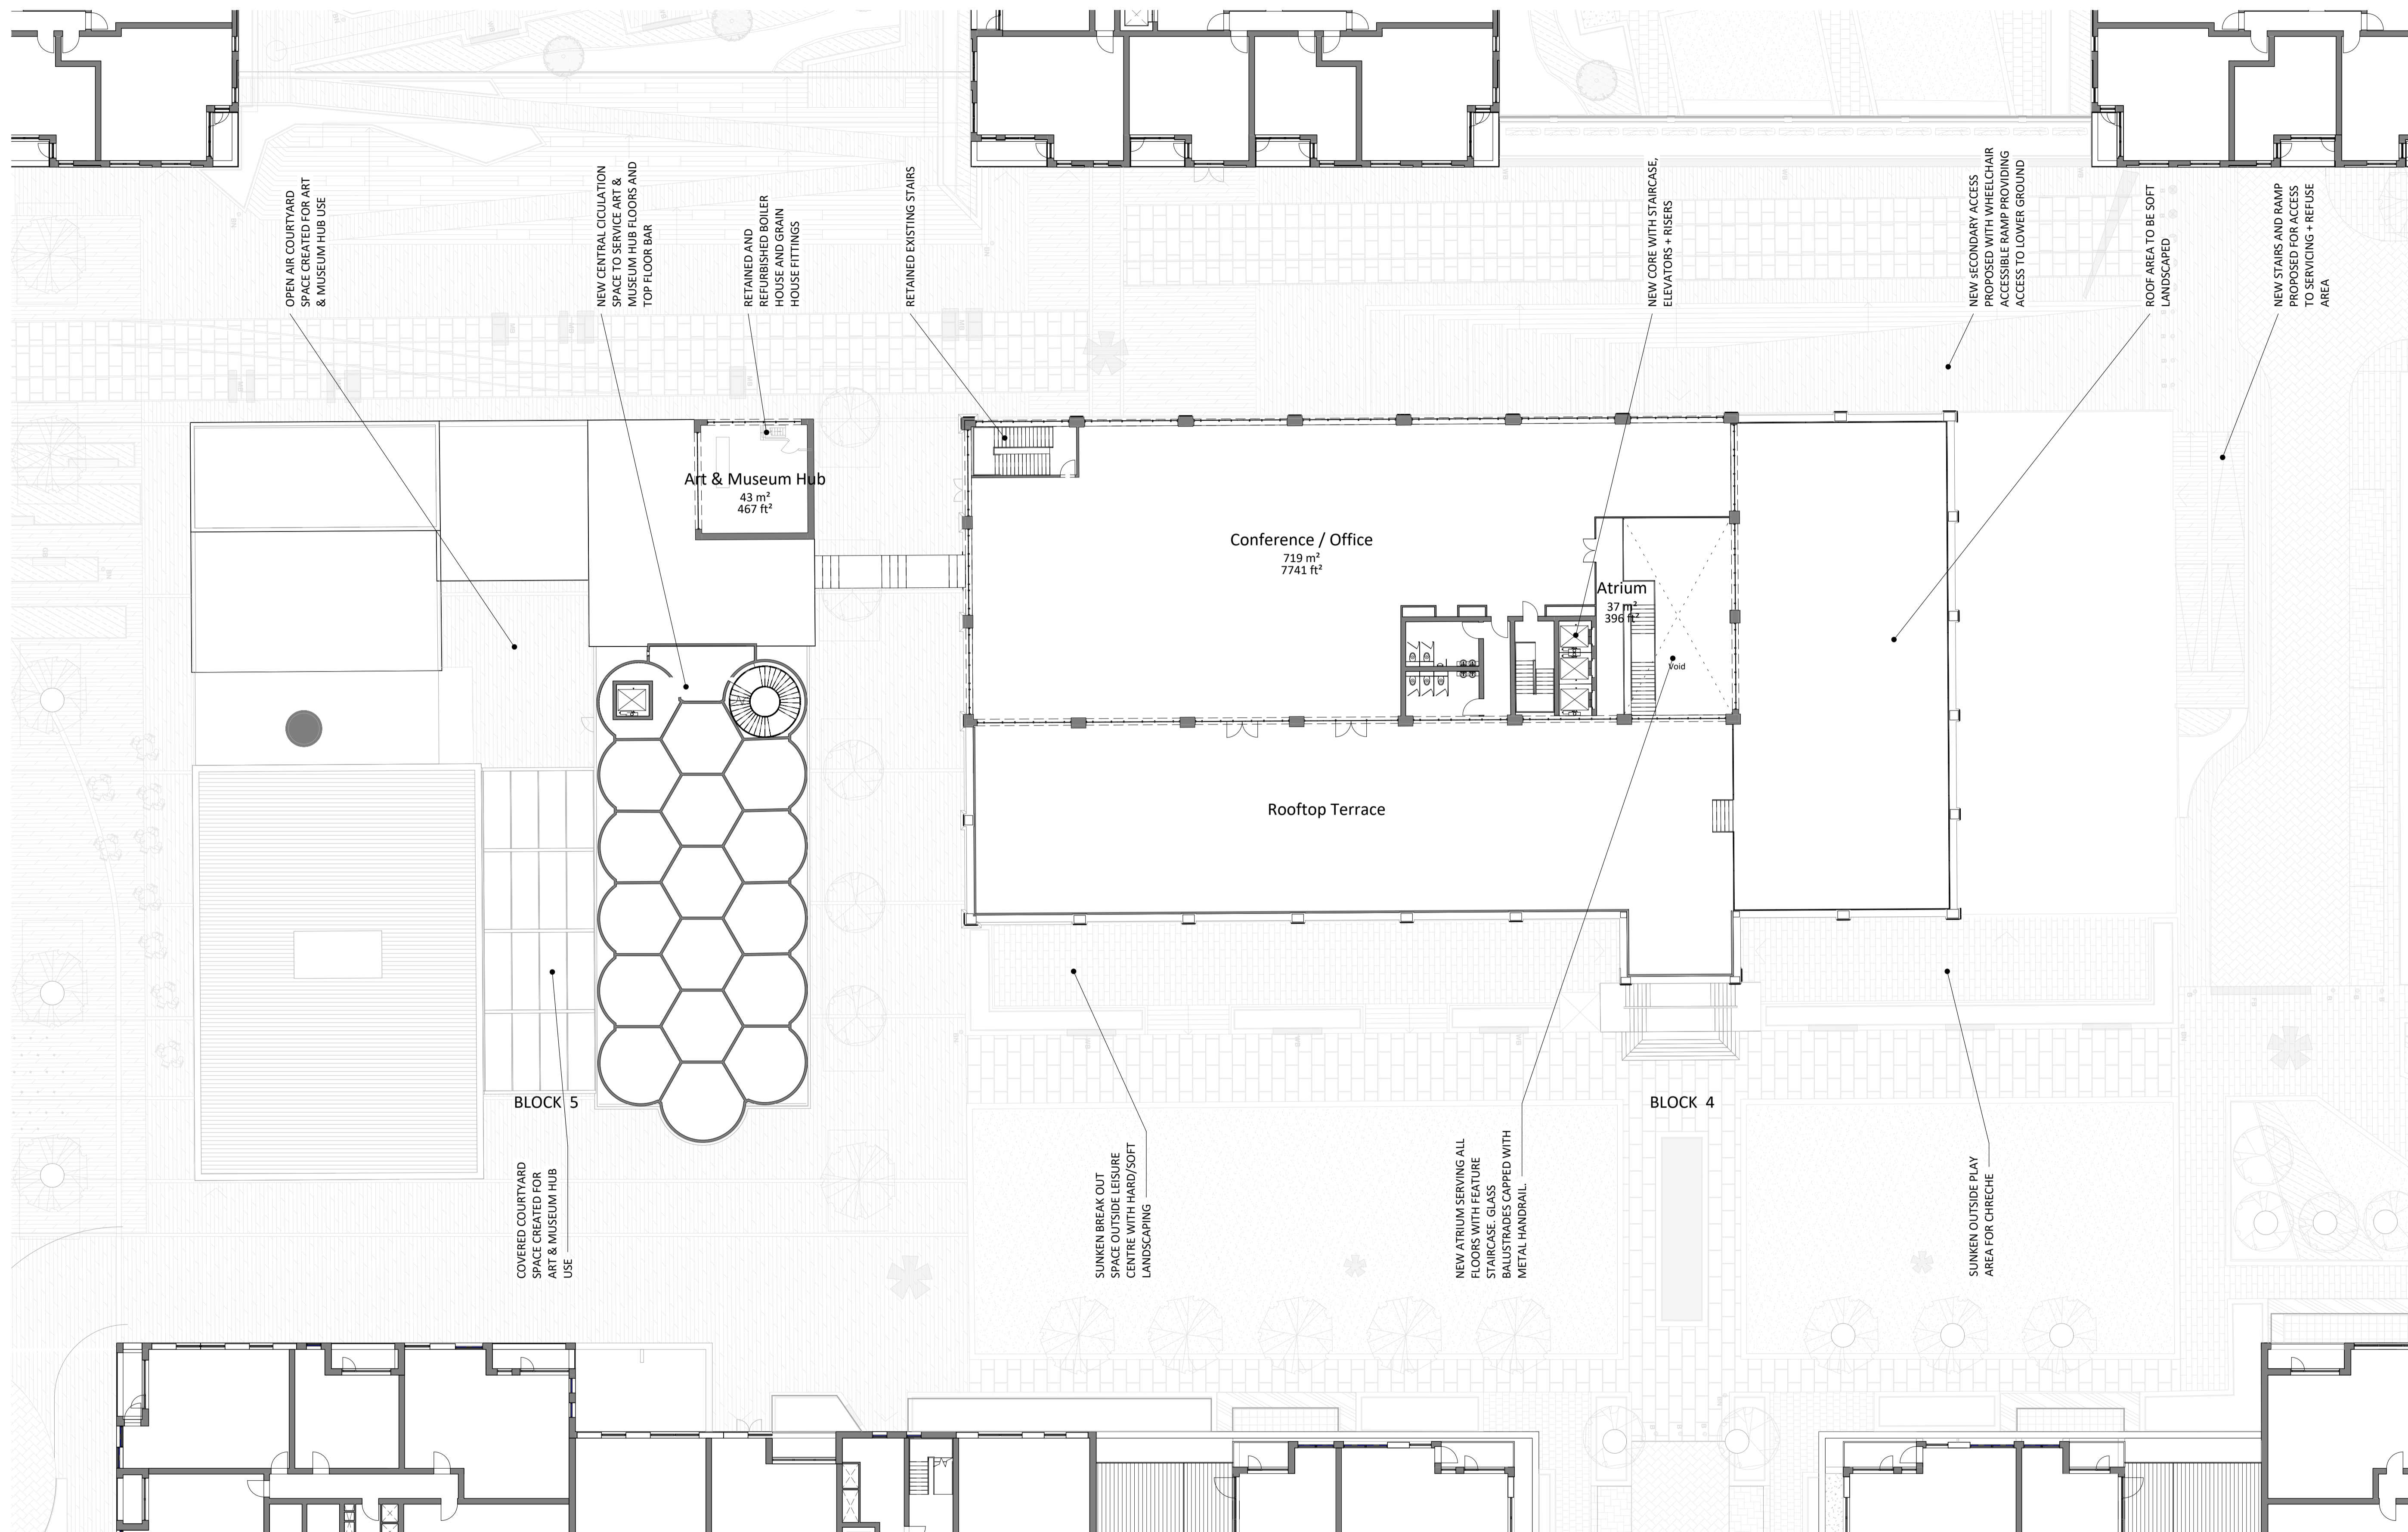 OPEN AIR COURTYARD
SPACE CREATED FOR ART
& MUSEUM HUB USE
NEW CENTRAL CICULATION
SPACE TO SERVICE ART &
MUSEUM HUB FLOORS AND
TOP FLOOR BAR
RETAINED AND
REFURBISHED BOILER
HOUSE AND GRAIN
HOUSE FITTINGS
RETAINED EXISTING STAIRS
NEW CORE WITH STAIRCASE,
ELEVATORS + RISERS
NEW sECONDARY ACCESS
PROPOSED WITH WHEELCHAIR
ACCESSIBLE RAMP PROVIDING
ACCESS TO LOWER GROUND
ROOF AREA TO BE SOFT
LANDSCAPED
NEW STAIRS AND RAMP
PROPOSED FOR ACCESS
TO SERVICING + REFUSE
AREA
Art & Museum Hub
43 m²
467 ft²
Conference / Office
719 m²
7741 ft²
Atrium
37 m²
396 ft²
Void
Rooftop Terrace
BLOCK 5
BLOCK 4
COVERED COURTYARD
SPACE CREATED FOR
ART & MUSEUM HUB
USE
SUNKEN BREAK OUT
SPACE OUTSIDE LEISURE
CENTRE WITH HARD/SOFT
LANDSCAPING
NEW ATRIUM SERVING ALL
FLOORS WITH FEATURE
STAIRCASE. GLASS
BALUSTRADES CAPPED WITH
METAL HANDRAIL.
SUNKEN OUTSIDE PLAY
AREA FOR CHRECHE